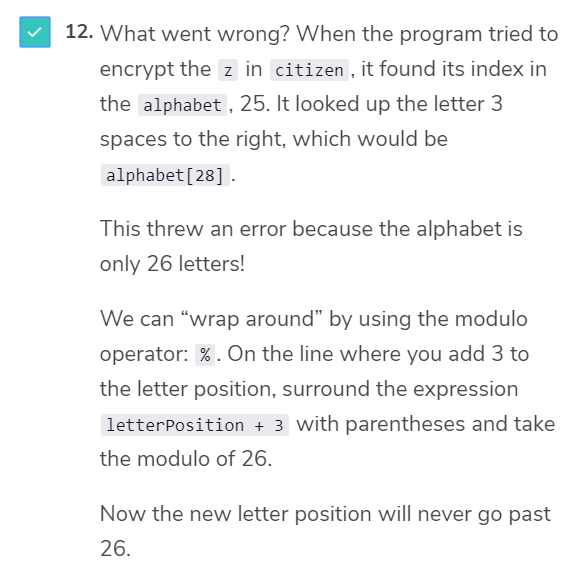 12. What went wrong? When the program tried to
encrypt the z in citizen, it found its index in
the alphabet, 25. It looked up the letter 3
spaces to the right, which would be
alphabet[28].
This threw an error because the alphabet is
only 26 letters!
We can “wrap around” by using the modulo
operator: %. On the line where you add 3 to
the letter position, surround the expression
letterPosition + 3 with parentheses and take
the modulo of 26.
Now the new letter position will never go past
26.